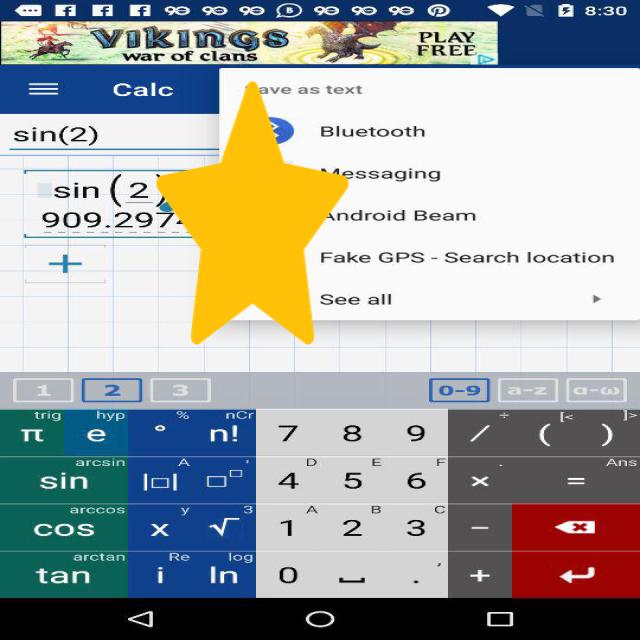 8:30
VIKINGS
war of clans
PLAY
FREE
Calc
ave as text
sin(2)
Bluetooth
sin(2)
909.297
Messaging
Android Beam
Fake GPS - Search location
See all
+
1 2 3 0-9 a-z α-ω
trig hyp % nCr ÷ [< ]>
π e ° n! 7 8 9 / ( )
arcsin A ' D E F . Ans
sin |□| □□ 4 5 6 × =
arccos y 3 A B C
cos x √ 1 2 3 −
arctan Re log ,
tan i ln 0 ⌴ . +